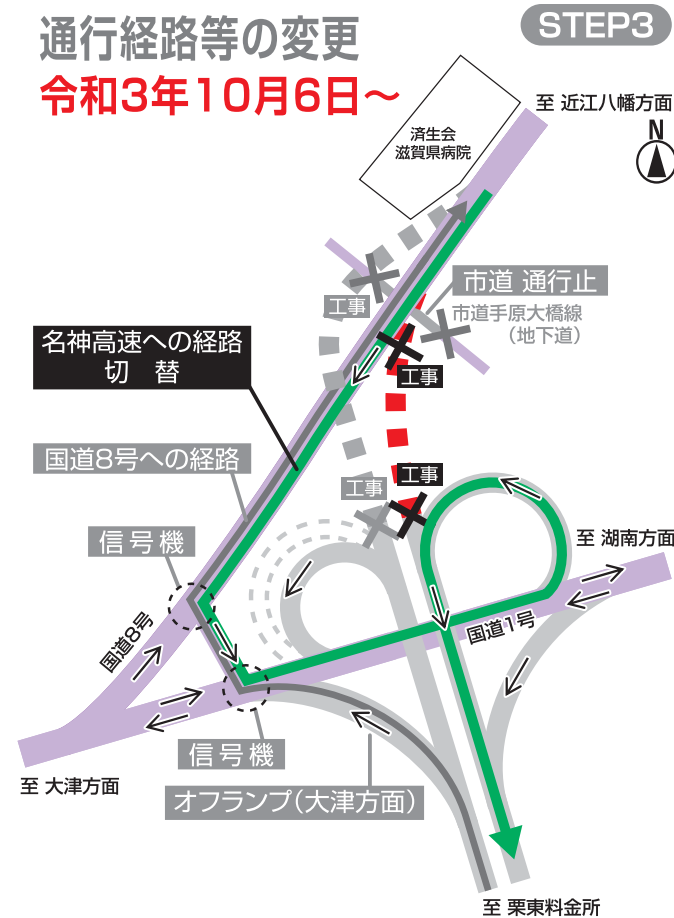 通行経路等の変更
STEP3
令和3年10月6日～
至 近江八幡方面
N
済生会
滋賀県病院
市道 通行止
工事
市道手原大橋線
（地下道）
名神高速への経路
切　替
工事
国道8号への経路
工事
工事
信号機
至 湖南方面
国道8号
国道1号
信号機
至 大津方面
オフランプ（大津方面）
至 栗東料金所